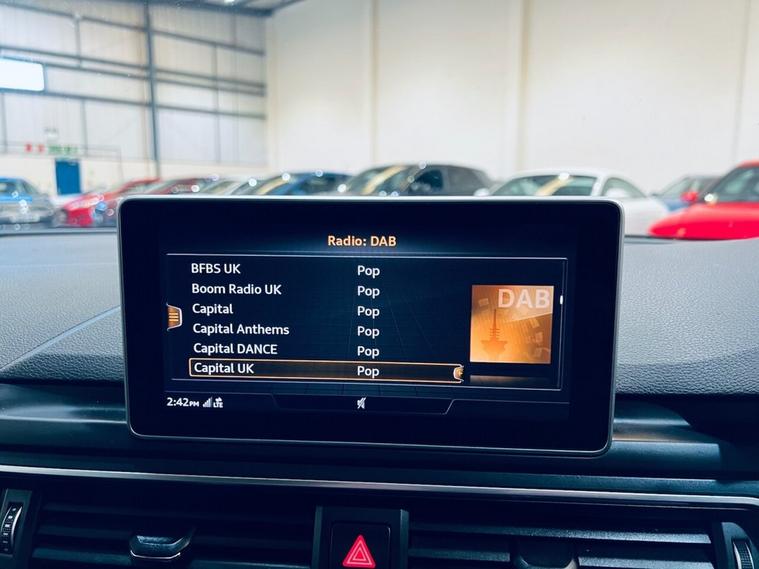 Radio: DAB
BFBS UK Pop
Boom Radio UK Pop
Capital Pop
Capital Anthems Pop
Capital DANCE Pop
Capital UK Pop
DAB
2:42PM LTE